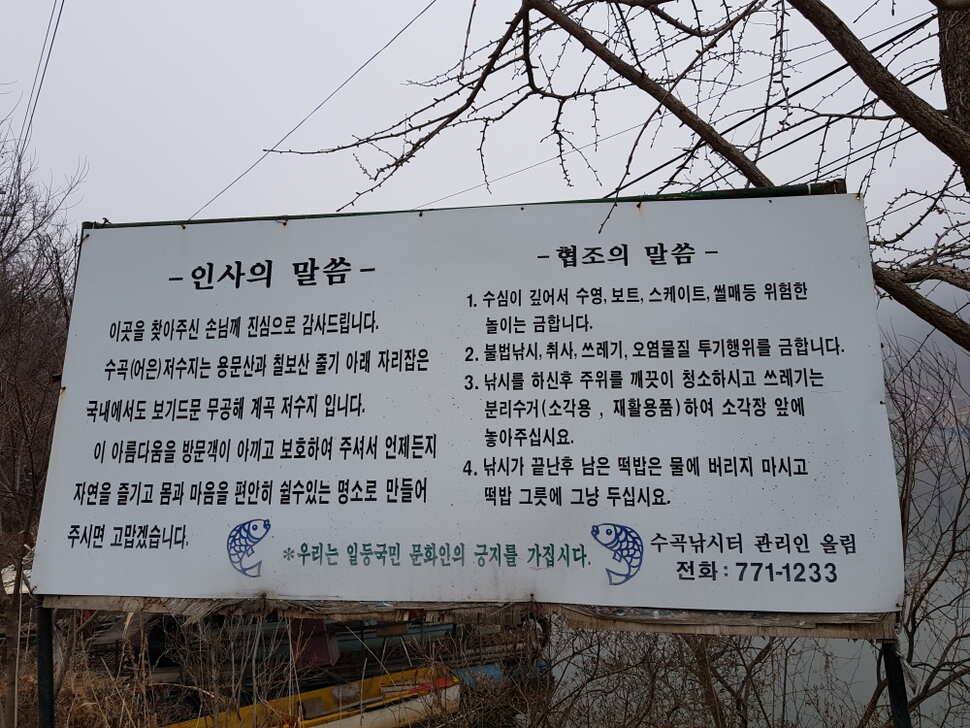 - 인사의 말씀 -
이곳을 찾아주신 손님께 진심으로 감사드립니다.
수곡(어은)저수지는 용문산과 칠보산 줄기 아래 자리잡은
국내에서도 보기드문 무공해 계곡 저수지 입니다.
이 아름다움을 방문객이 아끼고 보호하여 주셔서 언제든지
자연을 즐기고 몸과 마음을 편안히 쉴수있는 명소로 만들어
주시면 고맙겠습니다.
- 협조의 말씀 -
1. 수심이 깊어서 수영, 보트, 스케이트, 썰매등 위험한
놀이는 금합니다.
2. 불법낚시, 취사, 쓰레기, 오염물질 투기행위를 금합니다.
3. 낚시를 하신후 주위를 깨끗이 청소하시고 쓰레기는
분리수거(소각용 , 재활용품)하여 소각장 앞에
놓아주십시요.
4. 낚시가 끝난후 남은 떡밥은 물에 버리지 마시고
떡밥 그릇에 그냥 두십시요.
※우리는 일등국민 문화인의 긍지를 가집시다.
수곡낚시터 관리인 올림
전화 : 771-1233